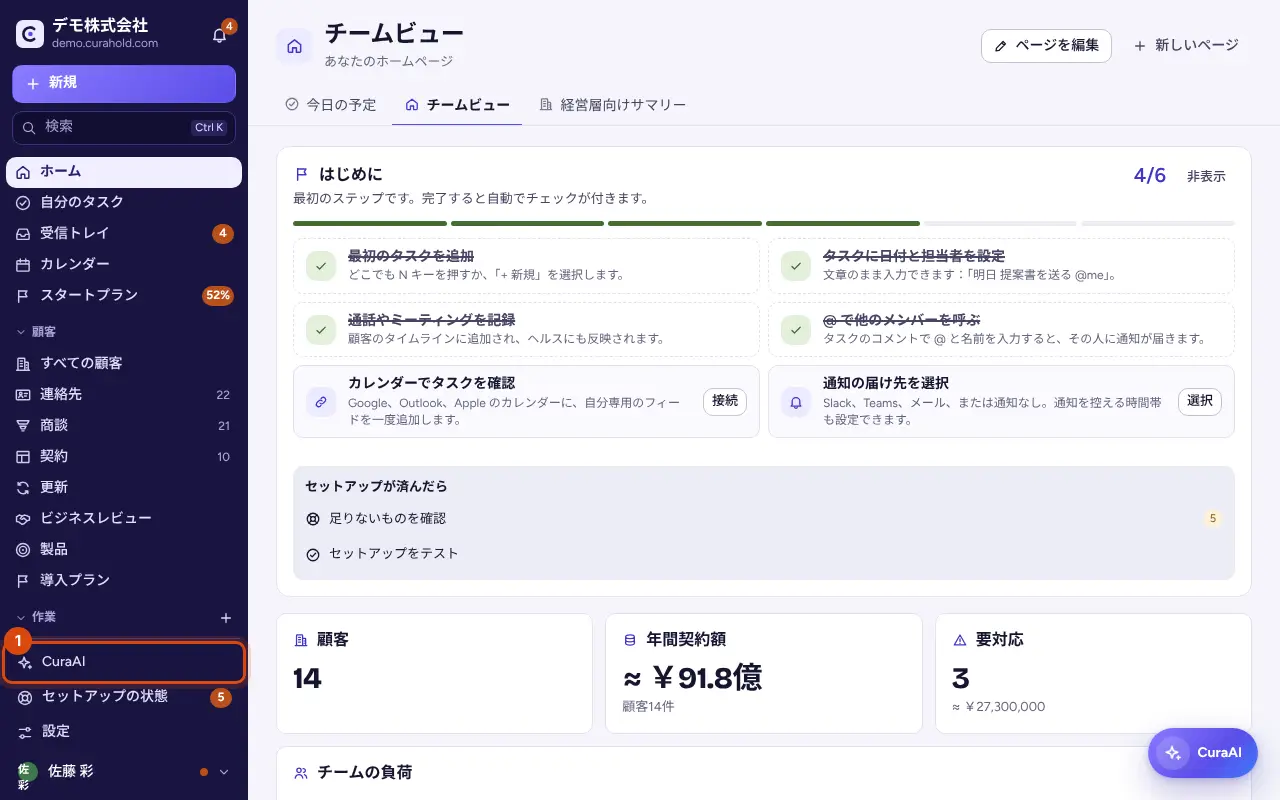 デモ株式会社
demo.curahold.com
4
新規
検索
Ctrl K
ホーム
自分のタスク
受信トレイ
4
カレンダー
スタートプラン
52%
顧客
すべての顧客
連絡先
22
商談
21
契約
10
更新
ビジネスレビュー
製品
導入プラン
作業
1
CuraAI
セットアップの状態
5
設定
佐彩
佐藤 彩
チームビュー
あなたのホームページ
ページを編集
新しいページ
今日の予定
チームビュー
経営層向けサマリー
はじめに
4/6
非表示
最初のステップです。完了すると自動でチェックが付きます。
最初のタスクを追加
どこでも N キーを押すか、「+ 新規」を選択します。
タスクに日付と担当者を設定
文章のまま入力できます：「明日 提案書を送る @me」。
通話やミーティングを記録
顧客のタイムラインに追加され、ヘルスにも反映されます。
@ で他のメンバーを呼ぶ
タスクのコメントで @ と名前を入力すると、その人に通知が届きます。
カレンダーでタスクを確認
Google、Outlook、Apple のカレンダーに、自分専用のフィー
ドを一度追加します。
接続
通知の届け先を選択
Slack、Teams、メール、または通知なし。通知を控える時間帯
も設定できます。
選択
セットアップが済んだら
足りないものを確認
5
セットアップをテスト
顧客
14
年間契約額
≈ ￥91.8億
顧客14件
要対応
3
≈ ￥27,300,000
チームの負荷
CuraAI